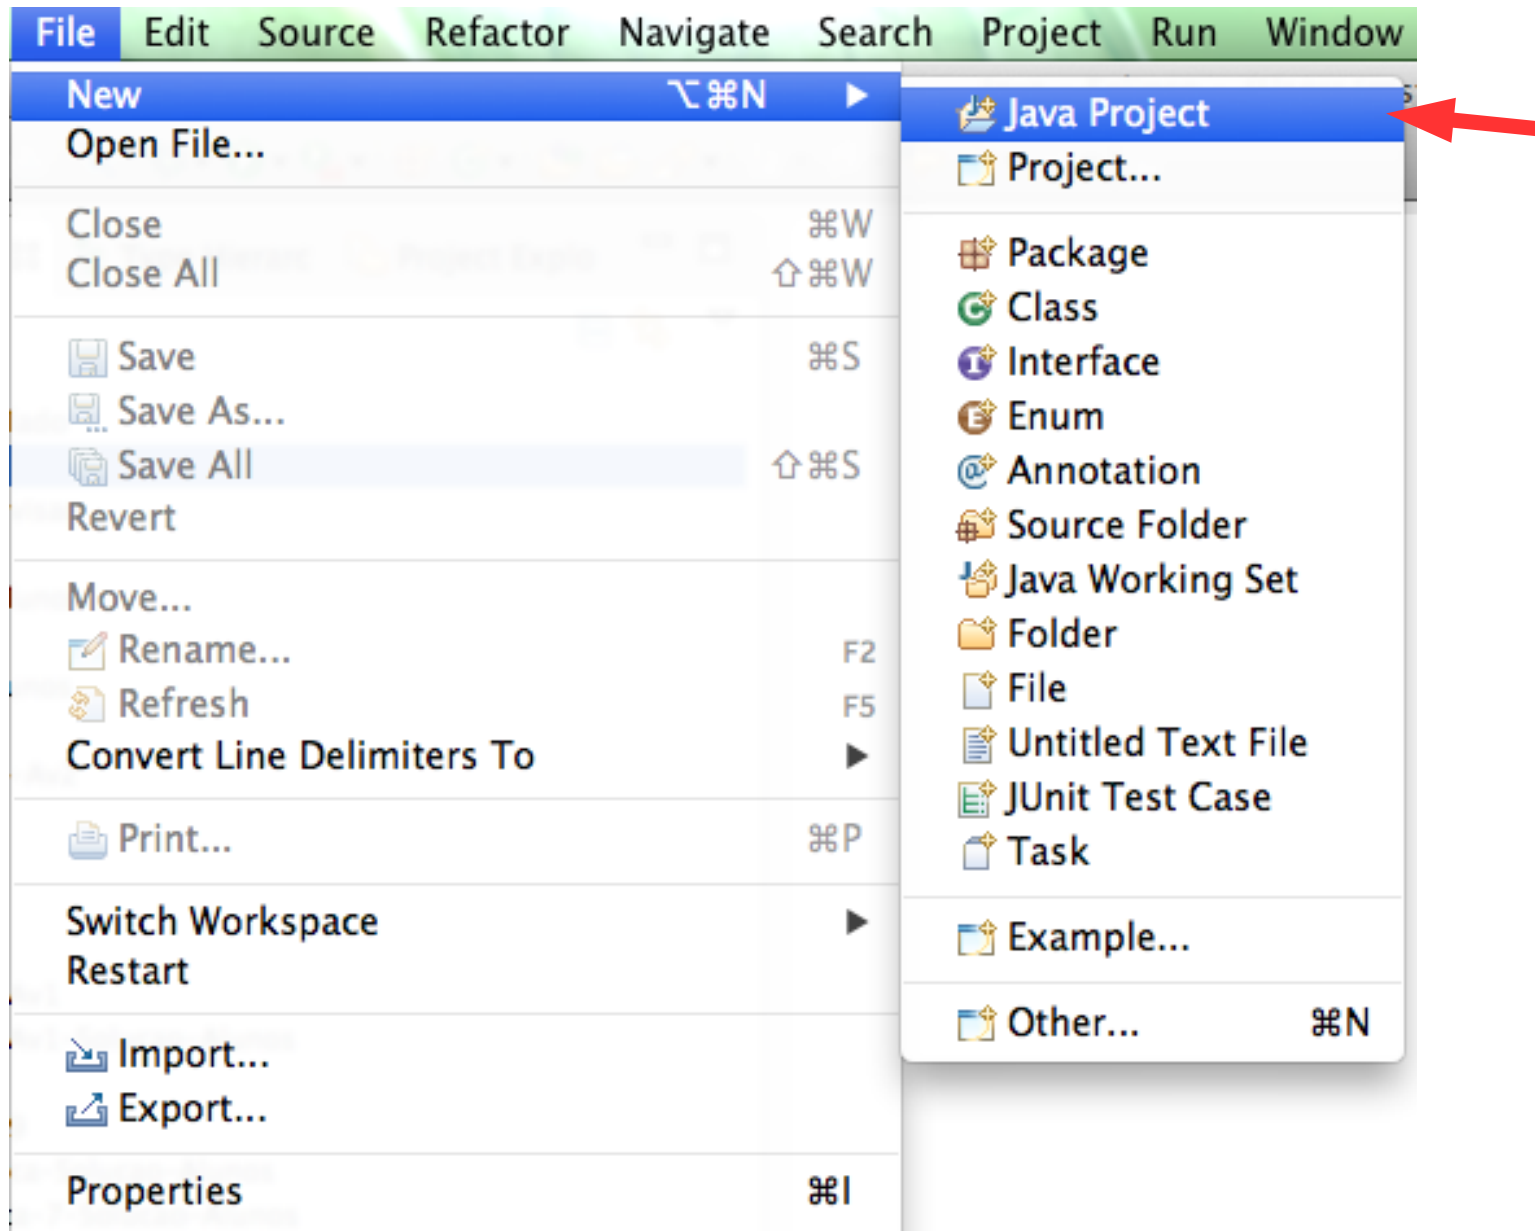 File Edit Source Refactor Navigate Search Project Run Window
New ⌥⌘N ▶
Open File...
Close ⌘W
Close All ⇧⌘W
Save ⌘S
Save As...
Save All ⇧⌘S
Revert
Move...
Rename... F2
Refresh F5
Convert Line Delimiters To ▶
Print... ⌘P
Switch Workspace ▶
Restart
Import...
Export...
Properties ⌘I
Java Project
Project...
Package
Class
Interface
Enum
Annotation
Source Folder
Java Working Set
Folder
File
Untitled Text File
JUnit Test Case
Task
Example...
Other... ⌘N